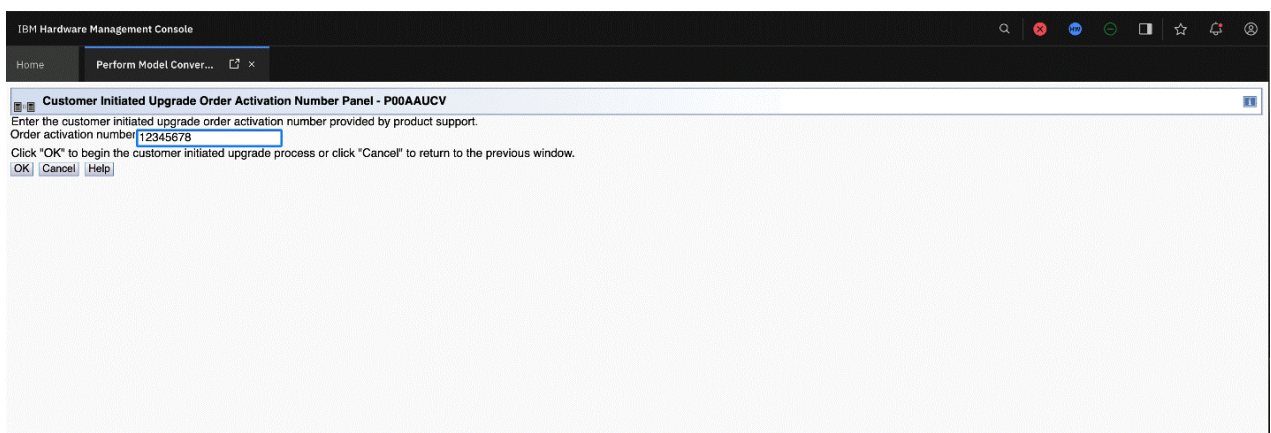 IBM Hardware Management Console
HW
Home
Perform Model Conver...
Customer Initiated Upgrade Order Activation Number Panel - P00AAUCV
Enter the customer initiated upgrade order activation number provided by product support.
Order activation number 12345678
Click "OK" to begin the customer initiated upgrade process or click "Cancel" to return to the previous window.
OK Cancel Help